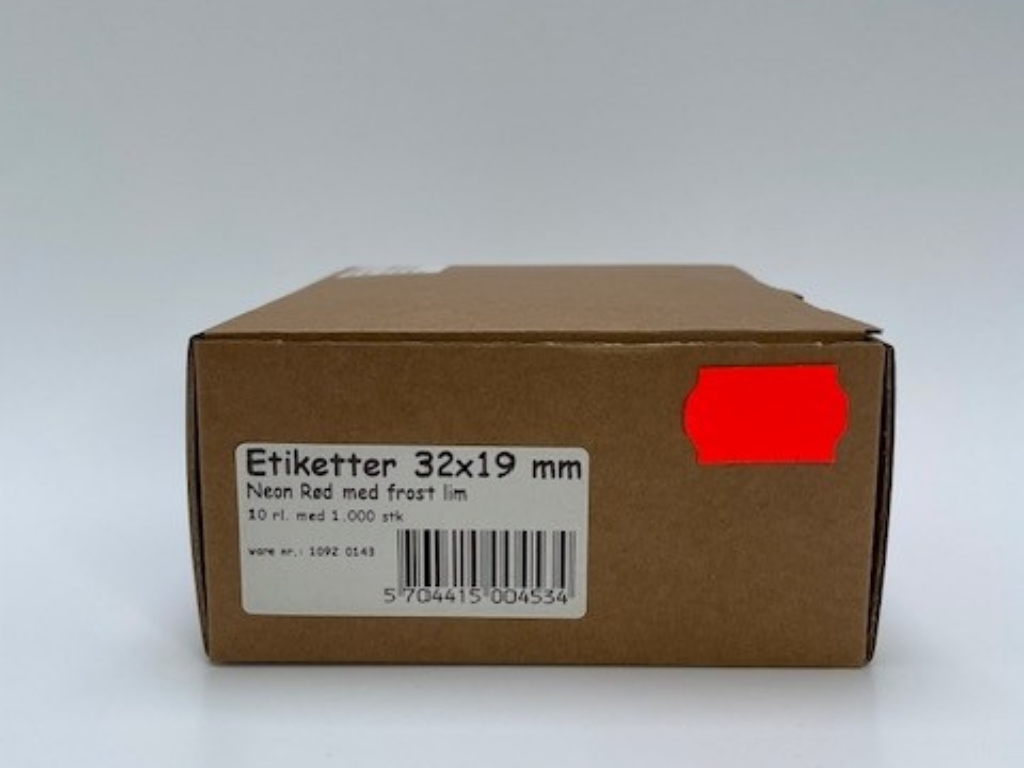 Etiketter 32x19 mm
Neon Rød med frost lim
10 rl. med 1.000 stk
vare nr.: 1092 0143
5 704415 004534